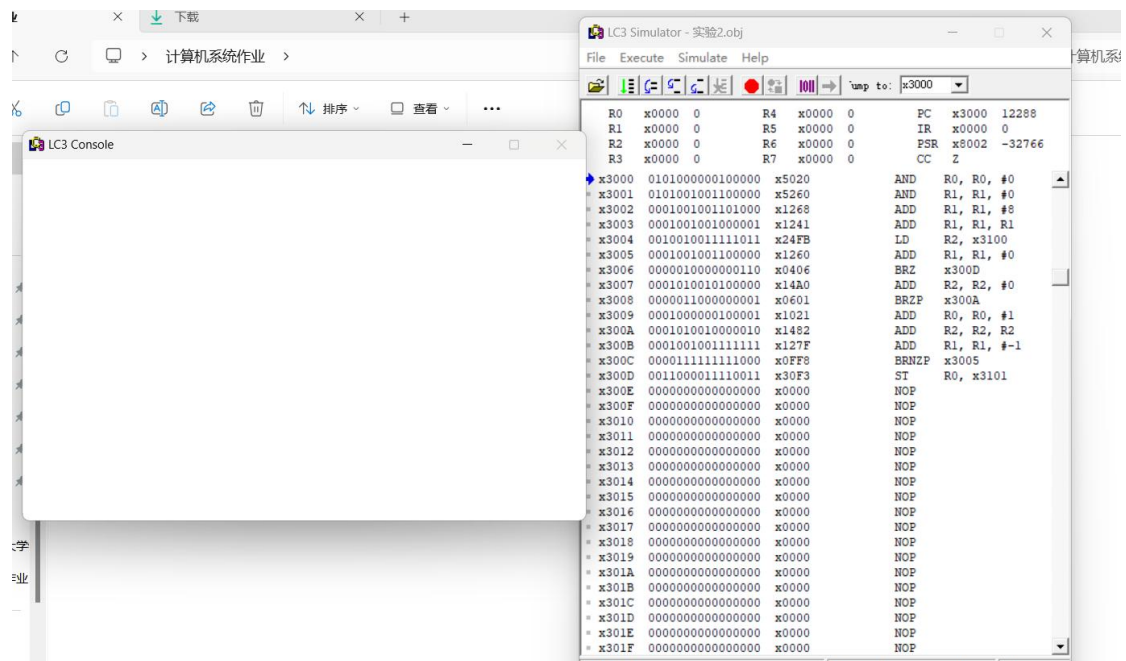 业
下载
计算机系统作业
排序
查看
LC3 Console
大学
作业
LC3 Simulator - 实验2.obj
File Execute Simulate Help
Jump to: x3000
R0 x0000 0 R4 x0000 0 PC x3000 12288
R1 x0000 0 R5 x0000 0 IR x0000 0
R2 x0000 0 R6 x0000 0 PSR x8002 -32766
R3 x0000 0 R7 x0000 0 CC Z
x3000 0101000000100000 x5020 AND R0, R0, #0
x3001 0101001001100000 x5260 AND R1, R1, #0
x3002 0001001001101000 x1268 ADD R1, R1, #8
x3003 0001001001000001 x1241 ADD R1, R1, R1
x3004 0010010011111011 x24FB LD R2, x3100
x3005 0001001001100000 x1260 ADD R1, R1, #0
x3006 0000010000000110 x0406 BRZ x300D
x3007 0001010010100000 x14A0 ADD R2, R2, #0
x3008 0000011000000001 x0601 BRZP x300A
x3009 0001000000100001 x1021 ADD R0, R0, #1
x300A 0001010010000010 x1482 ADD R2, R2, R2
x300B 0001001001111111 x127F ADD R1, R1, #-1
x300C 0000111111111000 x0FF8 BRNZP x3005
x300D 0011000011110011 x30F3 ST R0, x3101
x300E 0000000000000000 x0000 NOP
x300F 0000000000000000 x0000 NOP
x3010 0000000000000000 x0000 NOP
x3011 0000000000000000 x0000 NOP
x3012 0000000000000000 x0000 NOP
x3013 0000000000000000 x0000 NOP
x3014 0000000000000000 x0000 NOP
x3015 0000000000000000 x0000 NOP
x3016 0000000000000000 x0000 NOP
x3017 0000000000000000 x0000 NOP
x3018 0000000000000000 x0000 NOP
x3019 0000000000000000 x0000 NOP
x301A 0000000000000000 x0000 NOP
x301B 0000000000000000 x0000 NOP
x301C 0000000000000000 x0000 NOP
x301D 0000000000000000 x0000 NOP
x301E 0000000000000000 x0000 NOP
x301F 0000000000000000 x0000 NOP
计算机系